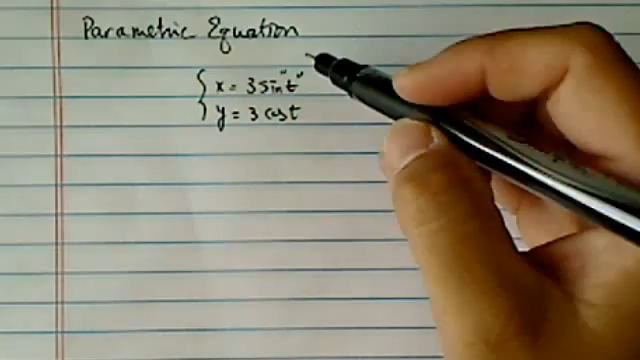 Parametric Equation
x = 3 sin "t"
y = 3 cos t